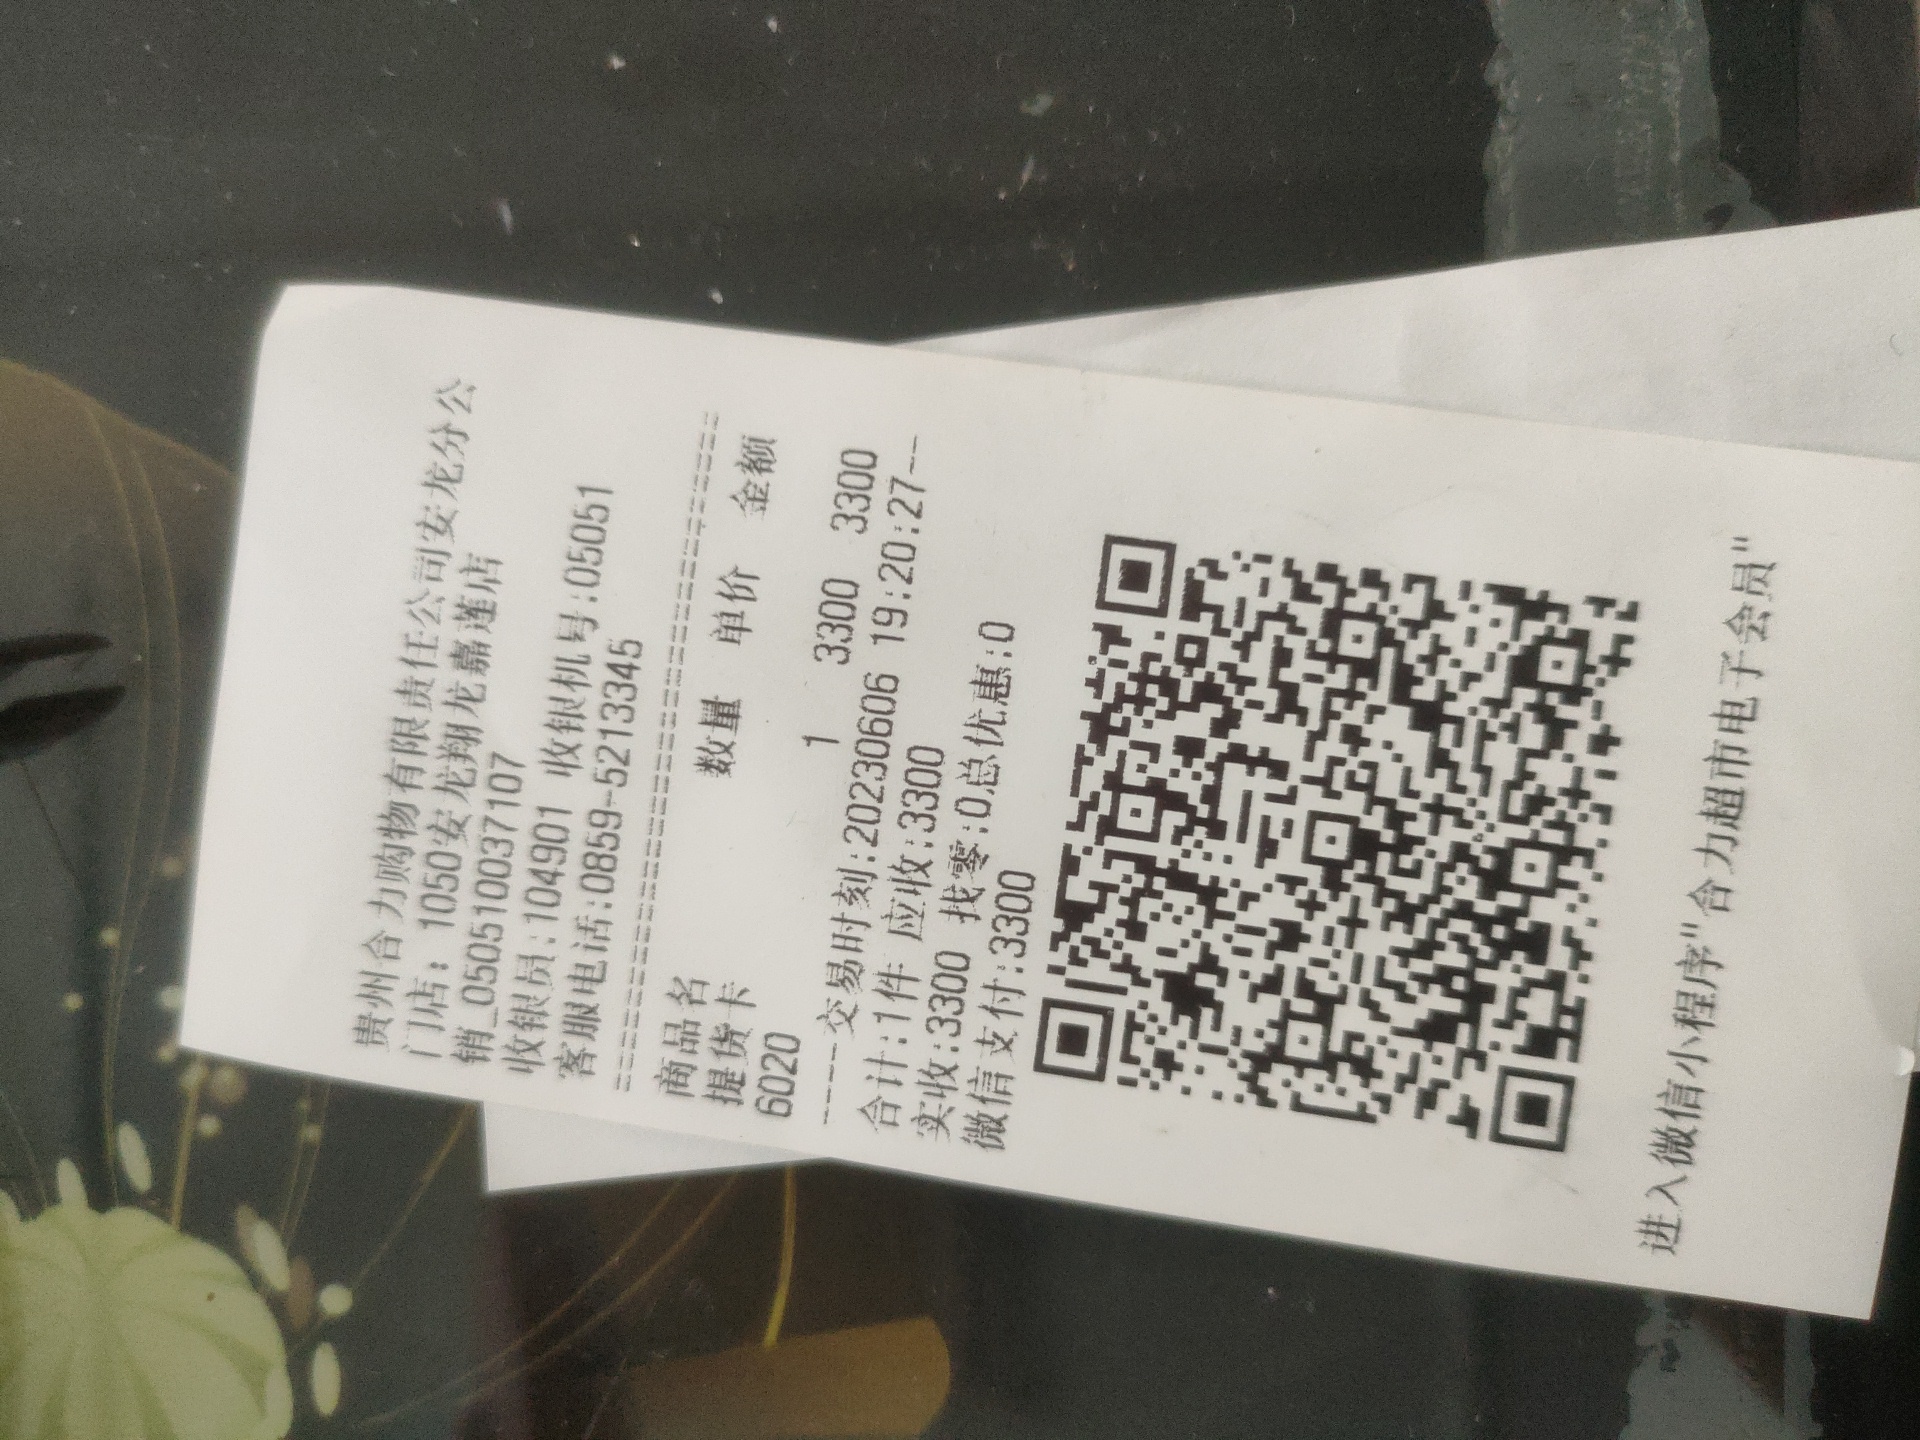 贵州合力购物有限责任公司安龙分公
门店：1050安龙翔龙嘉莲店
销_050510037107
收银员:104901 收银机号:05051
客服电话:0859-5213345
================================
商品名 数量 单价 金额
提货卡
6020 1 3300 3300
-----交易时刻:20230606 19:20:27--
合计:1件 应收:3300
实收:3300 找零:0总优惠:0
微信支付:3300
进入微信小程序"合力超市电子会员"